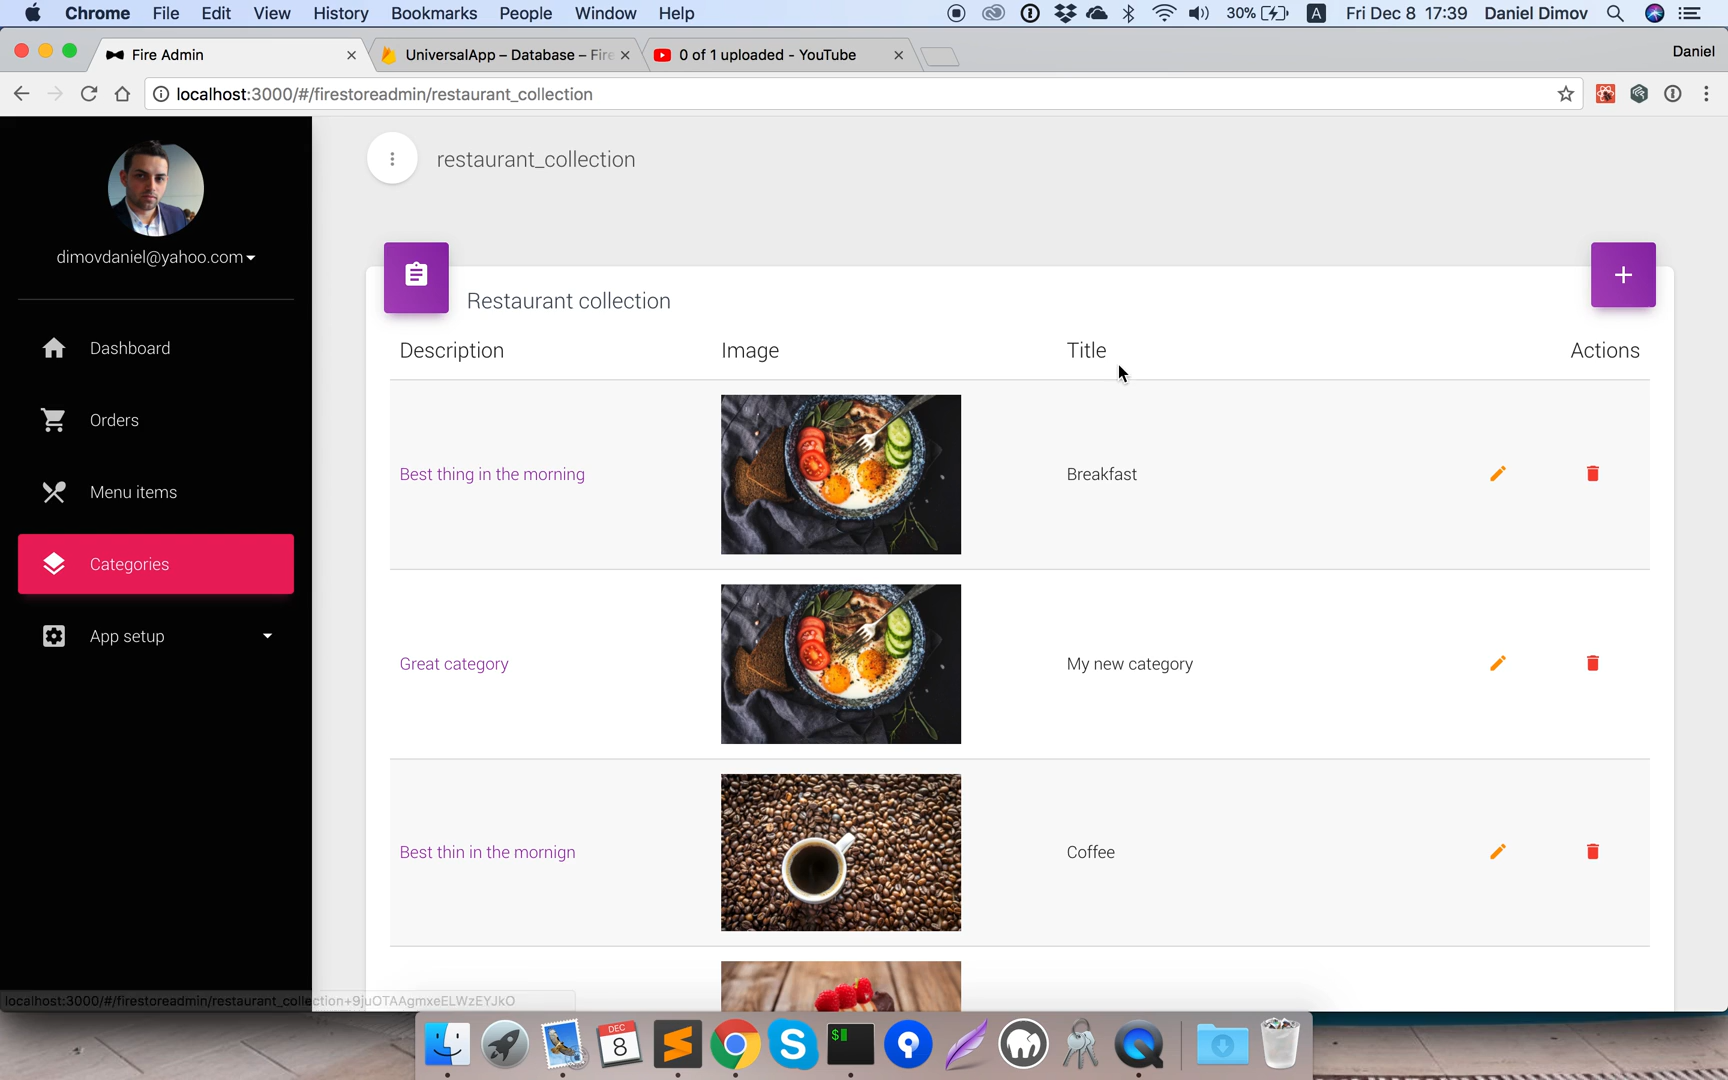 Chrome File Edit View History Bookmarks People Window Help 30% A Fri Dec 8 17:39 Daniel Dimov
Fire Admin UniversalApp – Database – Fire 0 of 1 uploaded - YouTube Daniel
localhost:3000/#/firestoreadmin/restaurant_collection
restaurant_collection
dimovdaniel@yahoo.com
Restaurant collection
Description Image Title Actions
Dashboard
Orders
Best thing in the morning Breakfast
Menu items
Categories
App setup
Great category My new category
Best thin in the mornign Coffee
localhost:3000/#/firestoreadmin/restaurant_collection+9juOTAAgmxeELWzEYJkO
DEC
8
$